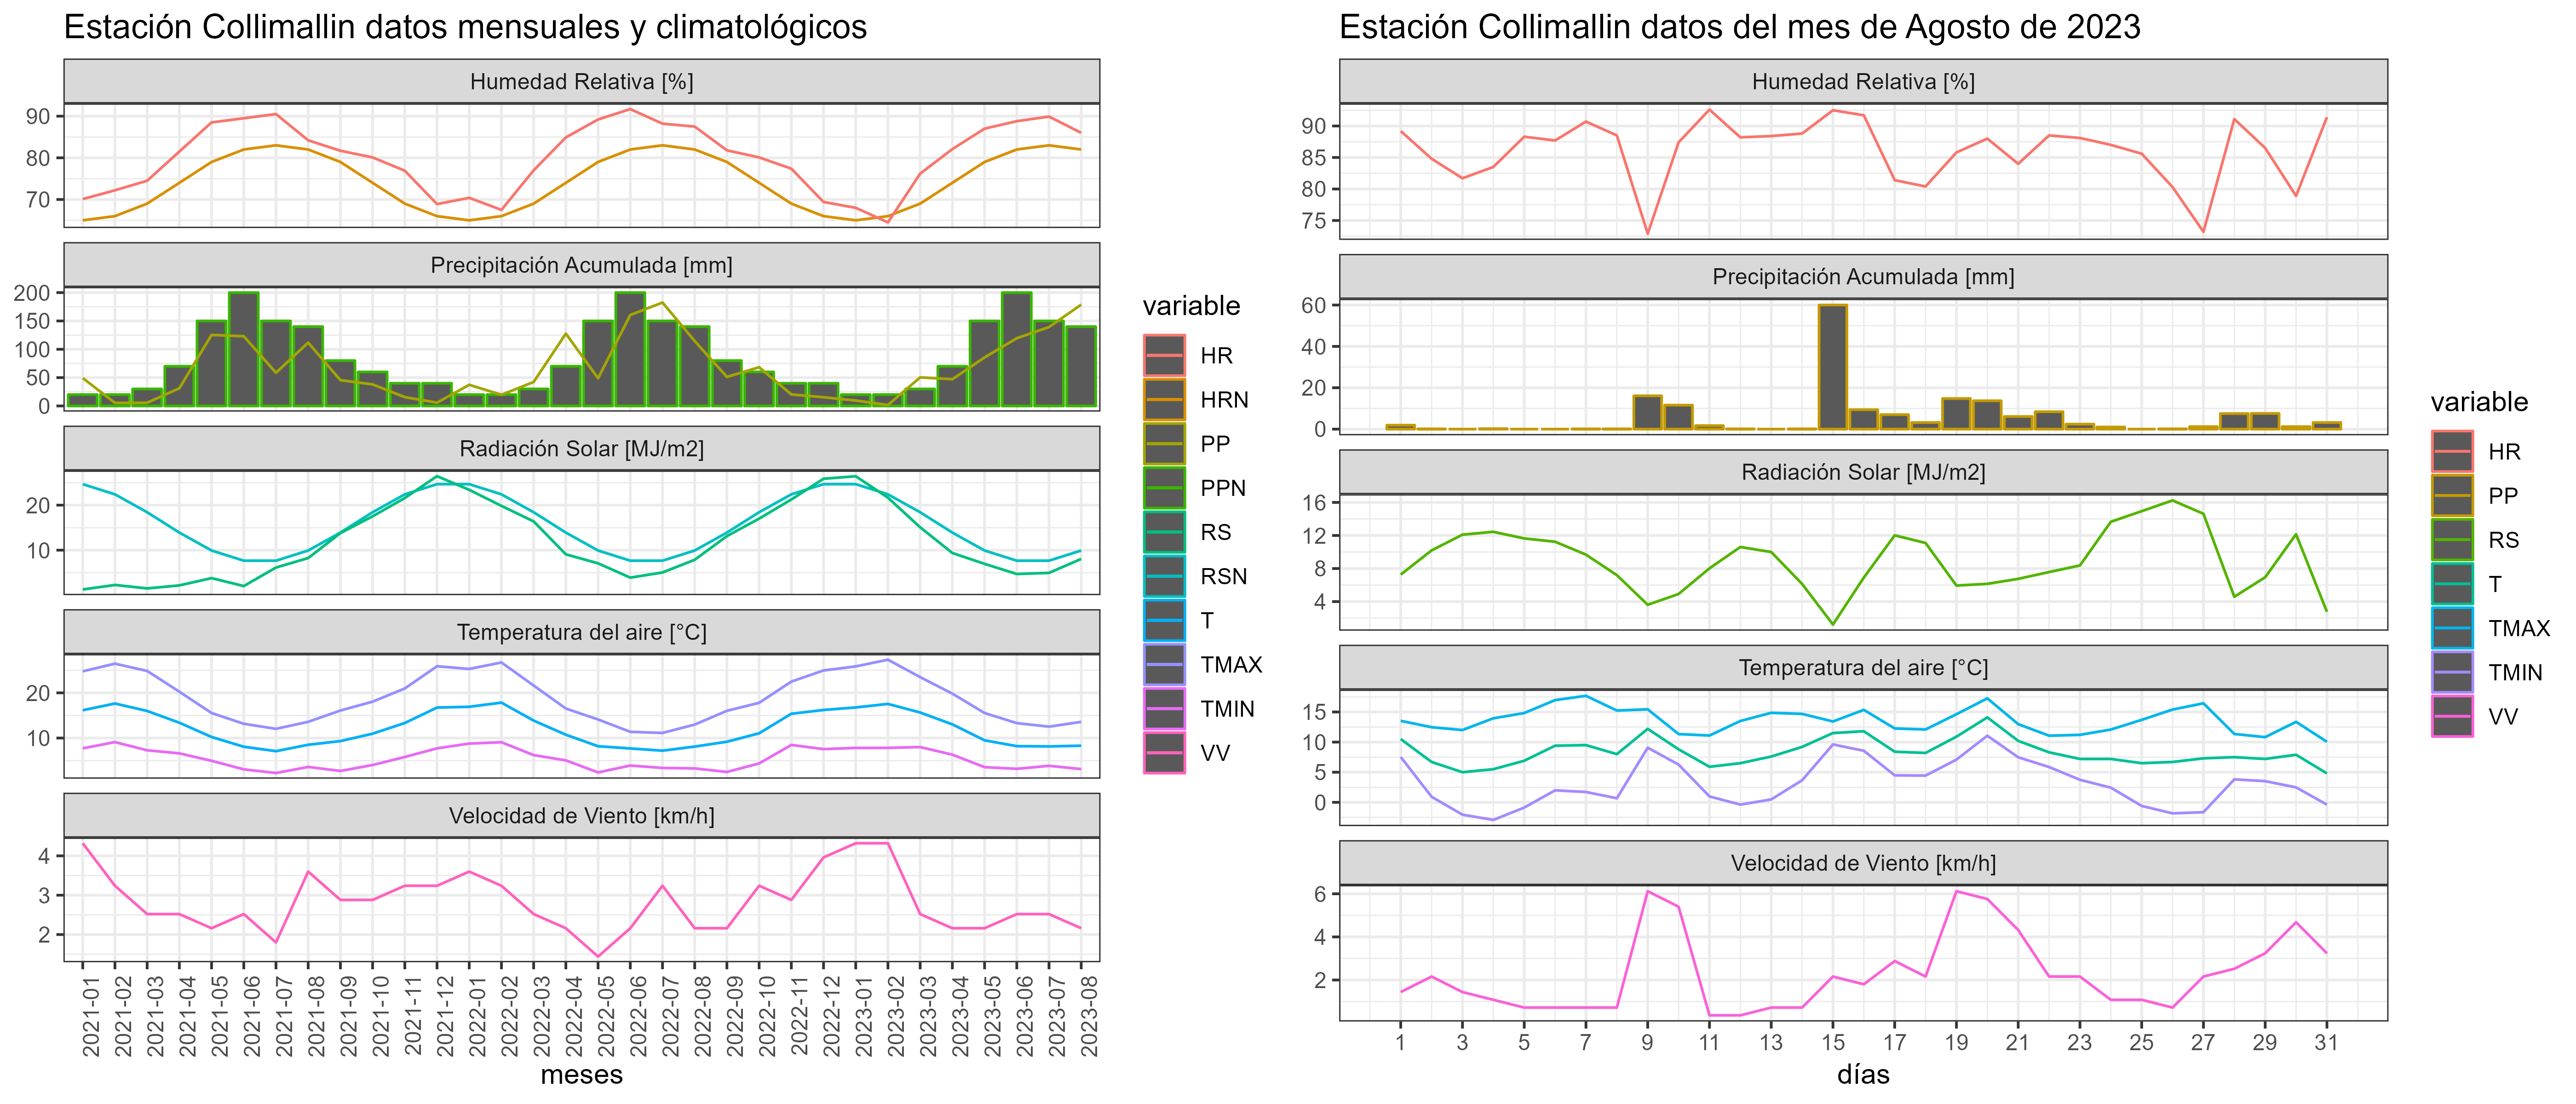 Estación Collimallin datos mensuales y climatológicos
Humedad Relativa [%]
90
80
70
Precipitación Acumulada [mm]
200
150
100
50
0
Radiación Solar [MJ/m2]
20
10
Temperatura del aire [°C]
20
10
Velocidad de Viento [km/h]
4
3
2
2021-01
2021-02
2021-03
2021-04
2021-05
2021-06
2021-07
2021-08
2021-09
2021-10
2021-11
2021-12
2022-01
2022-02
2022-03
2022-04
2022-05
2022-06
2022-07
2022-08
2022-09
2022-10
2022-11
2022-12
2023-01
2023-02
2023-03
2023-04
2023-05
2023-06
2023-07
2023-08
meses
variable
HR
HRN
PP
PPN
RS
RSN
T
TMAX
TMIN
VV
Estación Collimallin datos del mes de Agosto de 2023
Humedad Relativa [%]
90
85
80
75
Precipitación Acumulada [mm]
60
40
20
0
Radiación Solar [MJ/m2]
16
12
8
4
Temperatura del aire [°C]
15
10
5
0
Velocidad de Viento [km/h]
6
4
2
1 3 5 7 9 11 13 15 17 19 21 23 25 27 29 31
días
variable
HR
PP
RS
T
TMAX
TMIN
VV